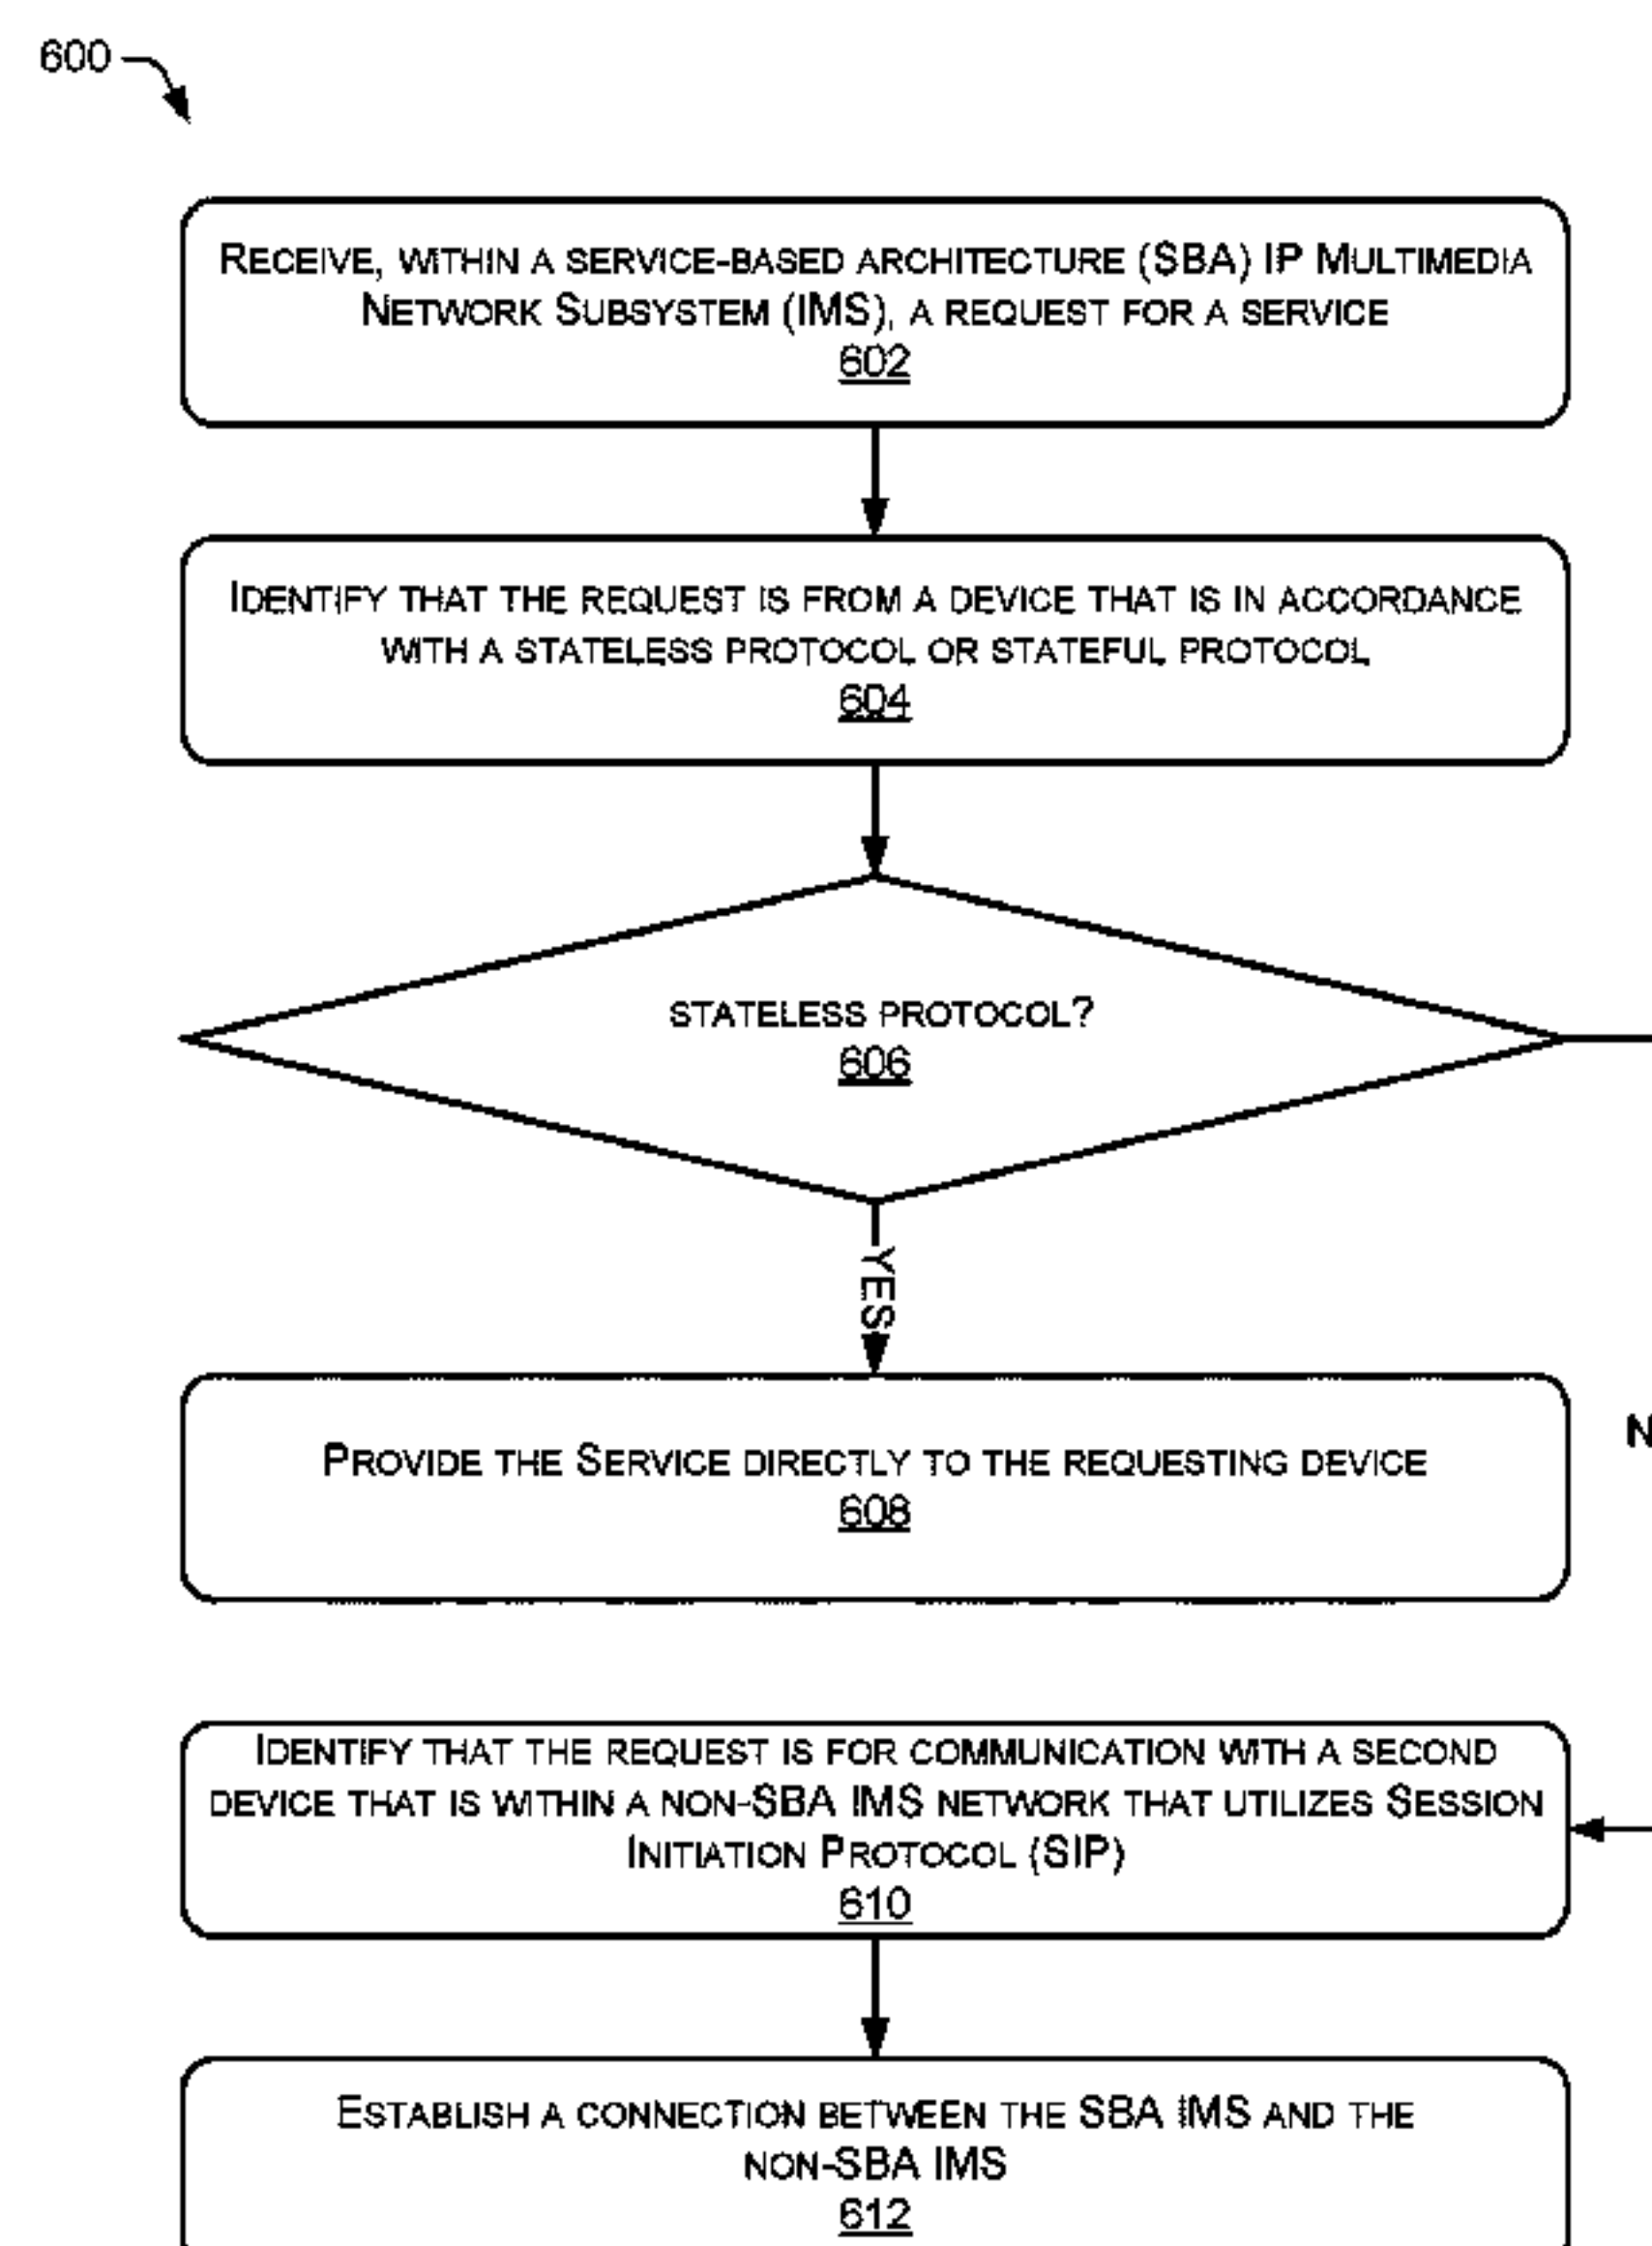 600
RECEIVE, WITHIN A SERVICE-BASED ARCHITECTURE (SBA) IP MULTIMEDIA
NETWORK SUBSYSTEM (IMS), A REQUEST FOR A SERVICE
602
IDENTIFY THAT THE REQUEST IS FROM A DEVICE THAT IS IN ACCORDANCE
WITH A STATELESS PROTOCOL OR STATEFUL PROTOCOL
604
STATELESS PROTOCOL?
606
YES
PROVIDE THE SERVICE DIRECTLY TO THE REQUESTING DEVICE
608
IDENTIFY THAT THE REQUEST IS FOR COMMUNICATION WITH A SECOND
DEVICE THAT IS WITHIN A NON-SBA IMS NETWORK THAT UTILIZES SESSION
INITIATION PROTOCOL (SIP)
610
ESTABLISH A CONNECTION BETWEEN THE SBA IMS AND THE
NON-SBA IMS
612